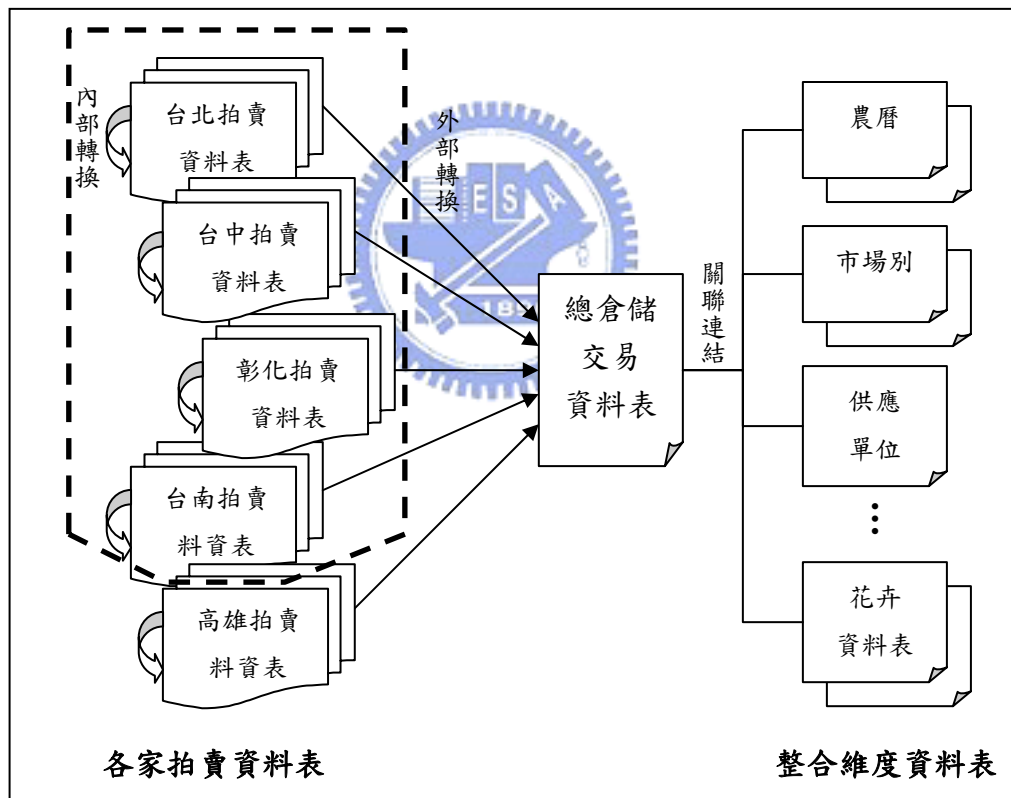 內部轉換
台北拍賣
資料表
台中拍賣
資料表
彰化拍賣
資料表
台南拍賣
料資表
高雄拍賣
料資表
各家拍賣資料表
外部轉換
ESA
189
總倉儲
交易
資料表
關聯連結
農曆
市場別
供應
單位
⋮
花卉
資料表
整合維度資料表